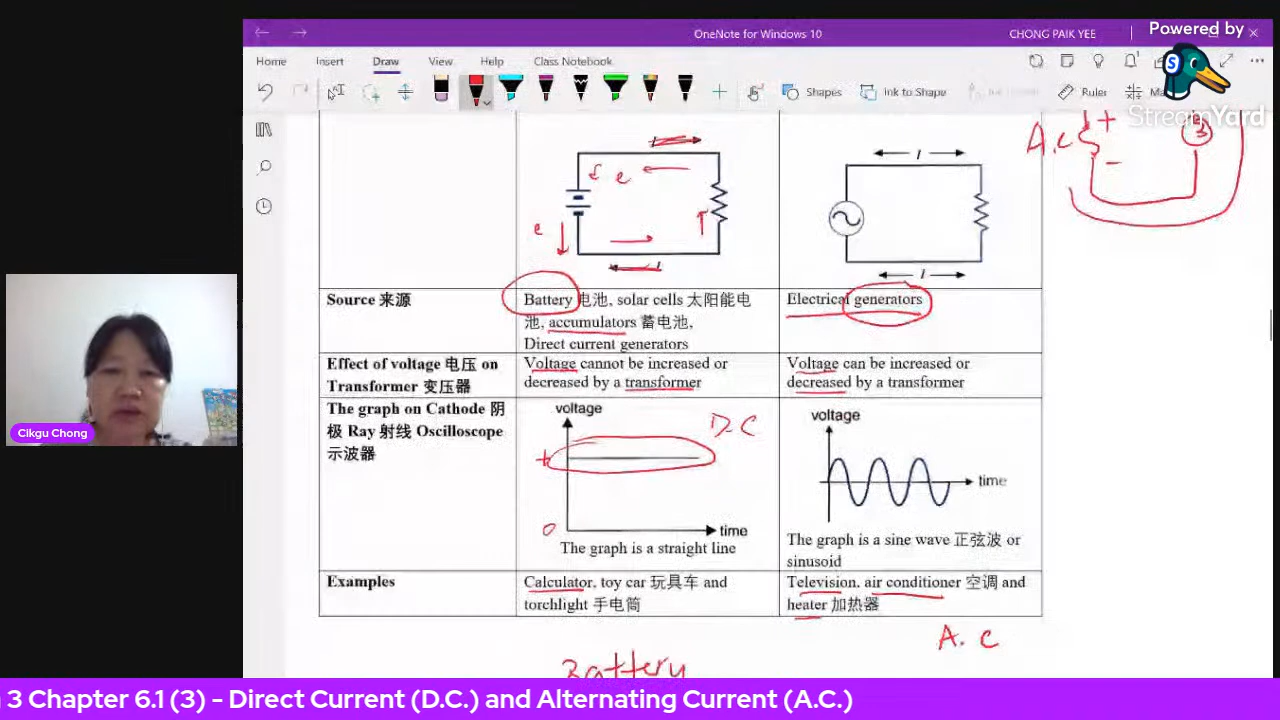 OneNote for Windows 10
CHONG PAIK YEE
Powered by
StreamYard
Home Insert Draw View Help Class Notebook
Shapes Ink to Shape Ruler
A.C + 3
-
I
e
e
I
I
I
Source 来源
Battery 电池, solar cells 太阳能电
池, accumulators 蓄电池,
Direct current generators
Electrical generators
Effect of voltage 电压 on
Transformer 变压器
Voltage cannot be increased or
decreased by a transformer
Voltage can be increased or
decreased by a transformer
The graph on Cathode 阴
极 Ray 射线 Oscilloscope
示波器
voltage
D.C
+
0
time
The graph is a straight line
voltage
time
The graph is a sine wave 正弦波 or
sinusoid
Examples
Calculator, toy car 玩具车 and
torchlight 手电筒
Television, air conditioner 空调 and
heater 加热器
A. C
Battery
Cikgu Chong
3 Chapter 6.1 (3) - Direct Current (D.C.) and Alternating Current (A.C.)